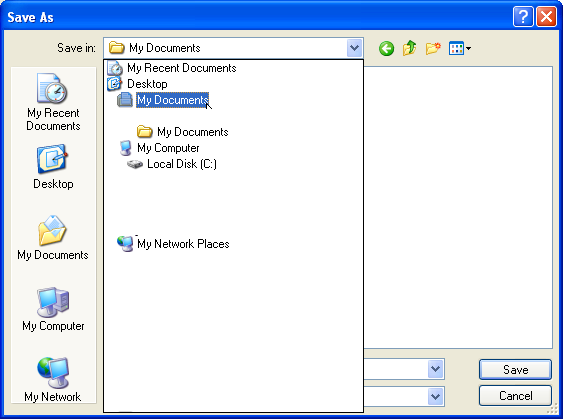 Save As
Save in:
My Documents
My Recent Documents
Desktop
My Documents
My Documents
My Computer
Local Disk (C:)
My Network Places
My Recent
Documents
Desktop
My Documents
My Computer
My Network
Save
Cancel